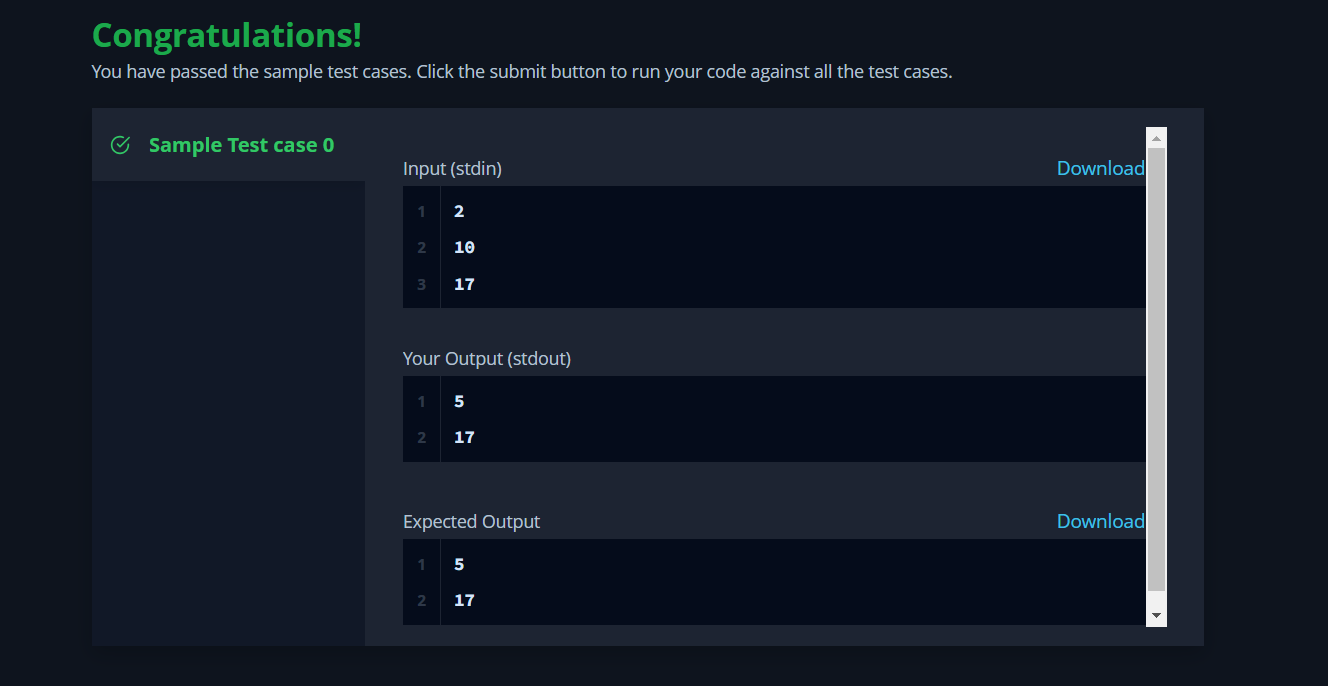 Congratulations!
You have passed the sample test cases. Click the submit button to run your code against all the test cases.
Sample Test case 0
Input (stdin)
Download
1 2
2 10
3 17
Your Output (stdout)
1 5
2 17
Expected Output
Download
1 5
2 17